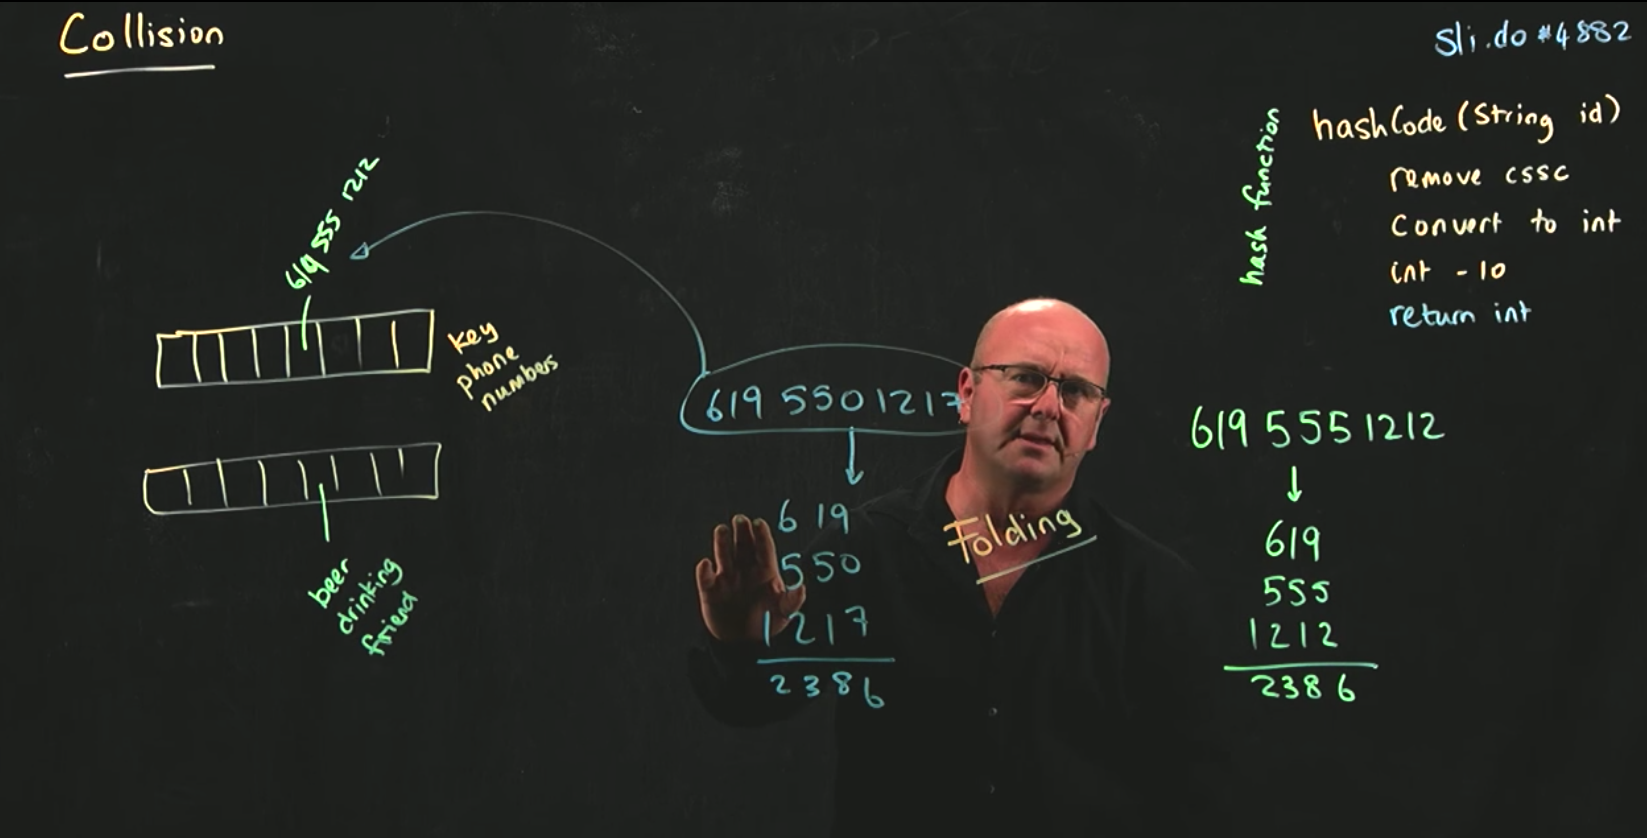 Collision
sli.do #4882
619 555 1212
key
phone
numbers
beer
drinking
friend
619 550 1217
619
550
1217
2386
Folding
hash function
hashCode (String id)
remove cssc
Convert to int
int - 10
return int
619 555 1212
619
555
1212
2386